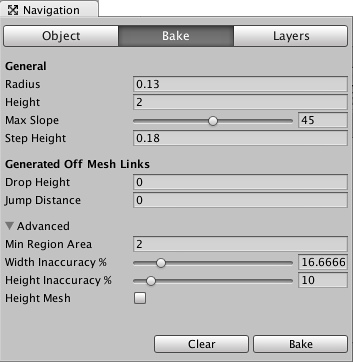 Navigation
Object Bake Layers
General
Radius 0.13
Height 2
Max Slope 45
Step Height 0.18
Generated Off Mesh Links
Drop Height 0
Jump Distance 0
Advanced
Min Region Area 2
Width Inaccuracy % 16.6666
Height Inaccuracy % 10
Height Mesh
Clear Bake